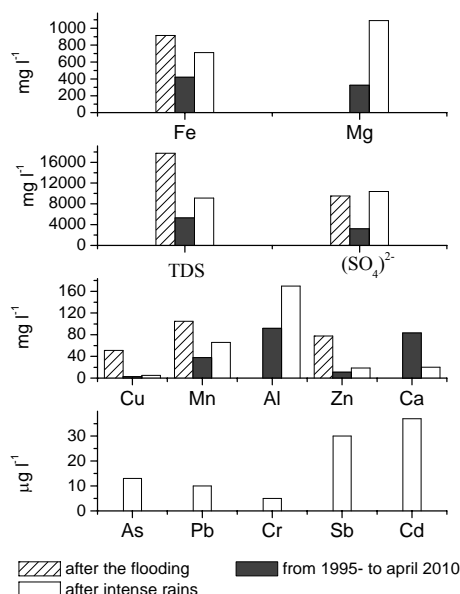 mg l-1
1000
800
600
400
200
0
Fe Mg
mg l-1
16000
12000
8000
4000
0
TDS (SO4)2-
mg l-1
160
120
80
40
0
Cu Mn Al Zn Ca
µg l-1
30
20
10
0
As Pb Cr Sb Cd
after the flooding from 1995- to april 2010
after intense rains